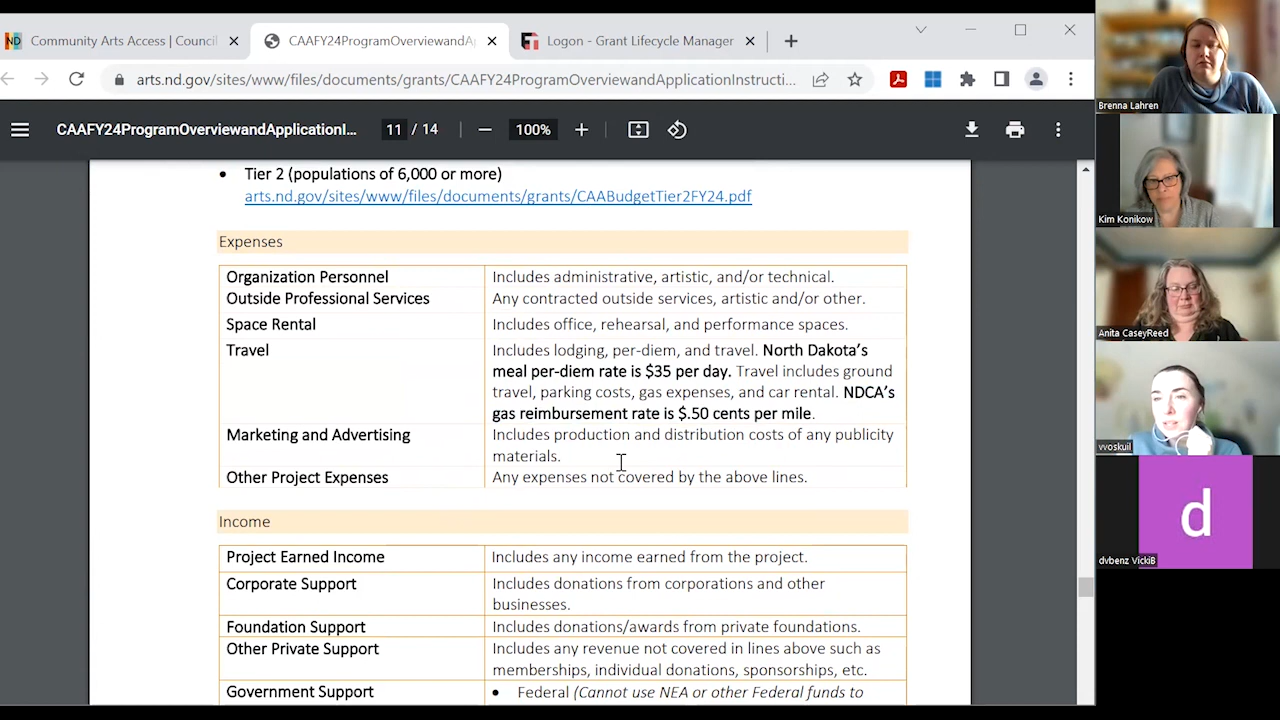 Community Arts Access | Council
CAAFY24ProgramOverviewandA
Logon - Grant Lifecycle Manager
arts.nd.gov/sites/www/files/documents/grants/CAAFY24ProgramOverviewandApplicationInstructi...
CAAFY24ProgramOverviewandApplicationI...
11 / 14
100%
• Tier 2 (populations of 6,000 or more)
arts.nd.gov/sites/www/files/documents/grants/CAABudgetTier2FY24.pdf
Expenses
Organization Personnel Includes administrative, artistic, and/or technical.
Outside Professional Services Any contracted outside services, artistic and/or other.
Space Rental Includes office, rehearsal, and performance spaces.
Travel Includes lodging, per-diem, and travel. North Dakota's
meal per-diem rate is $35 per day. Travel includes ground
travel, parking costs, gas expenses, and car rental. NDCA's
gas reimbursement rate is $.50 cents per mile.
Marketing and Advertising Includes production and distribution costs of any publicity
materials.
Other Project Expenses Any expenses not covered by the above lines.
Income
Project Earned Income Includes any income earned from the project.
Corporate Support Includes donations from corporations and other
businesses.
Foundation Support Includes donations/awards from private foundations.
Other Private Support Includes any revenue not covered in lines above such as
memberships, individual donations, sponsorships, etc.
Government Support • Federal (Cannot use NEA or other Federal funds to
Brenna Lahren
Kim Konikow
Anita CaseyReed
vvoskuil
d
dvbenz VickiB